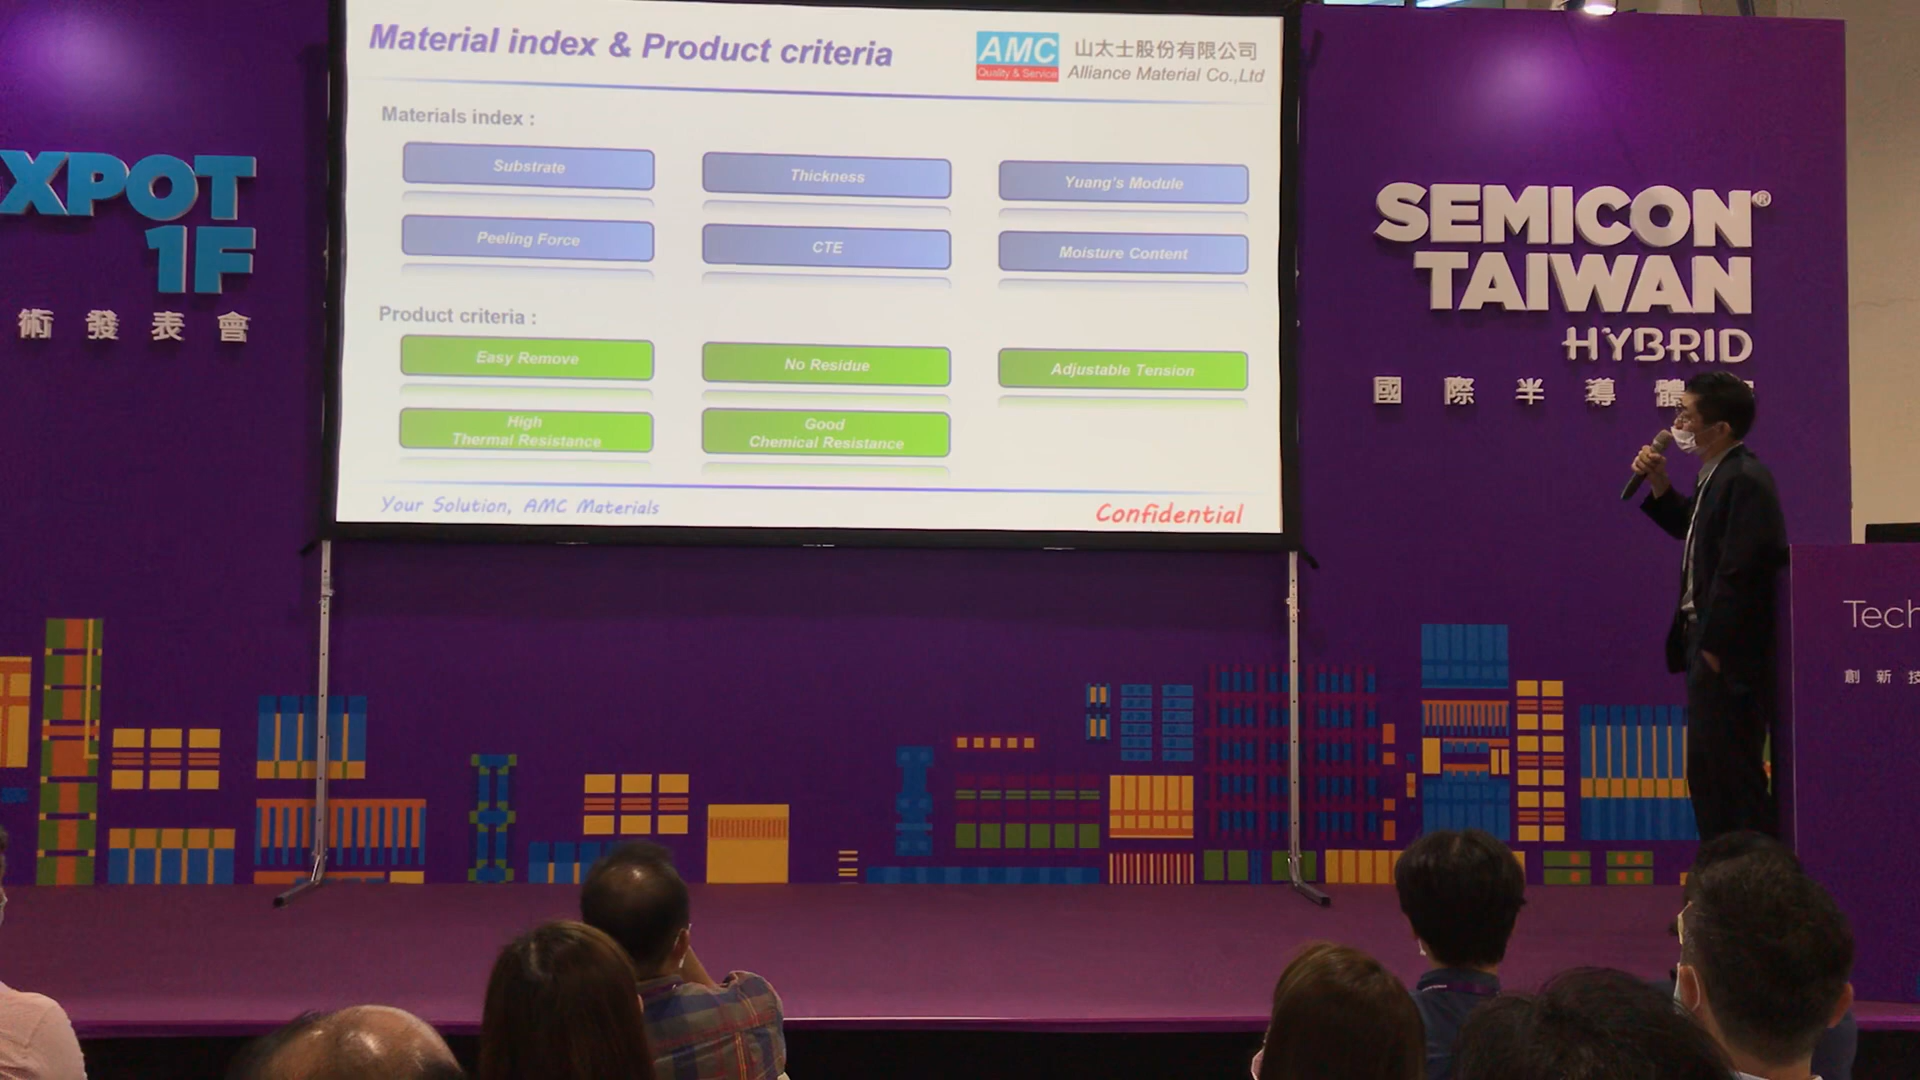 Material index & Product criteria
AMC
Quality & Service
山太士股份有限公司
Alliance Material Co.,Ltd
Materials index :
Substrate
Thickness
Yuang's Module
Peeling Force
CTE
Moisture Content
Product criteria :
Easy Remove
No Residue
Adjustable Tension
High
Thermal Resistance
Good
Chemical Resistance
Your Solution, AMC Materials
Confidential
XPOT
1F
術發表會
SEMICON®
TAIWAN
HYBRID
國際半導體
Tech
創新技